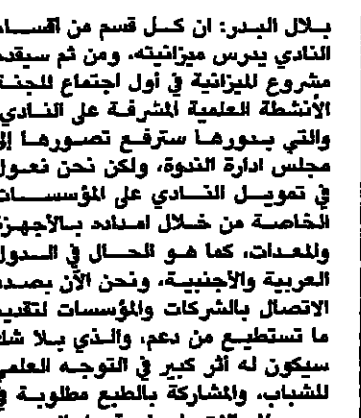 بلال البدر: ان كل قسم من أقسام
النادي يدرس ميزانيته، ومن ثم سيقدم
مشروع الميزانية في أول اجتماع للجنة
الأنشطة العلمية المشرفة على النادي،
والتي بدورها سترفع تصورها إلى
مجلس ادارة الندوة، ولكن نحن نعول
في تمويل النادي على المؤسسات
الخاصة من خلال امداده بالأجهزة
والمعدات، كما هو الحال في الدول
العربية والأجنبية، ونحن الآن بصدد
الاتصال بالشركات والمؤسسات لتقديم
ما تستطيع من دعم، والذي بلا شك
سيكون له أثر كبير في التوجه العلمي
للشباب، والمشاركة بالطبع مطلوبة في